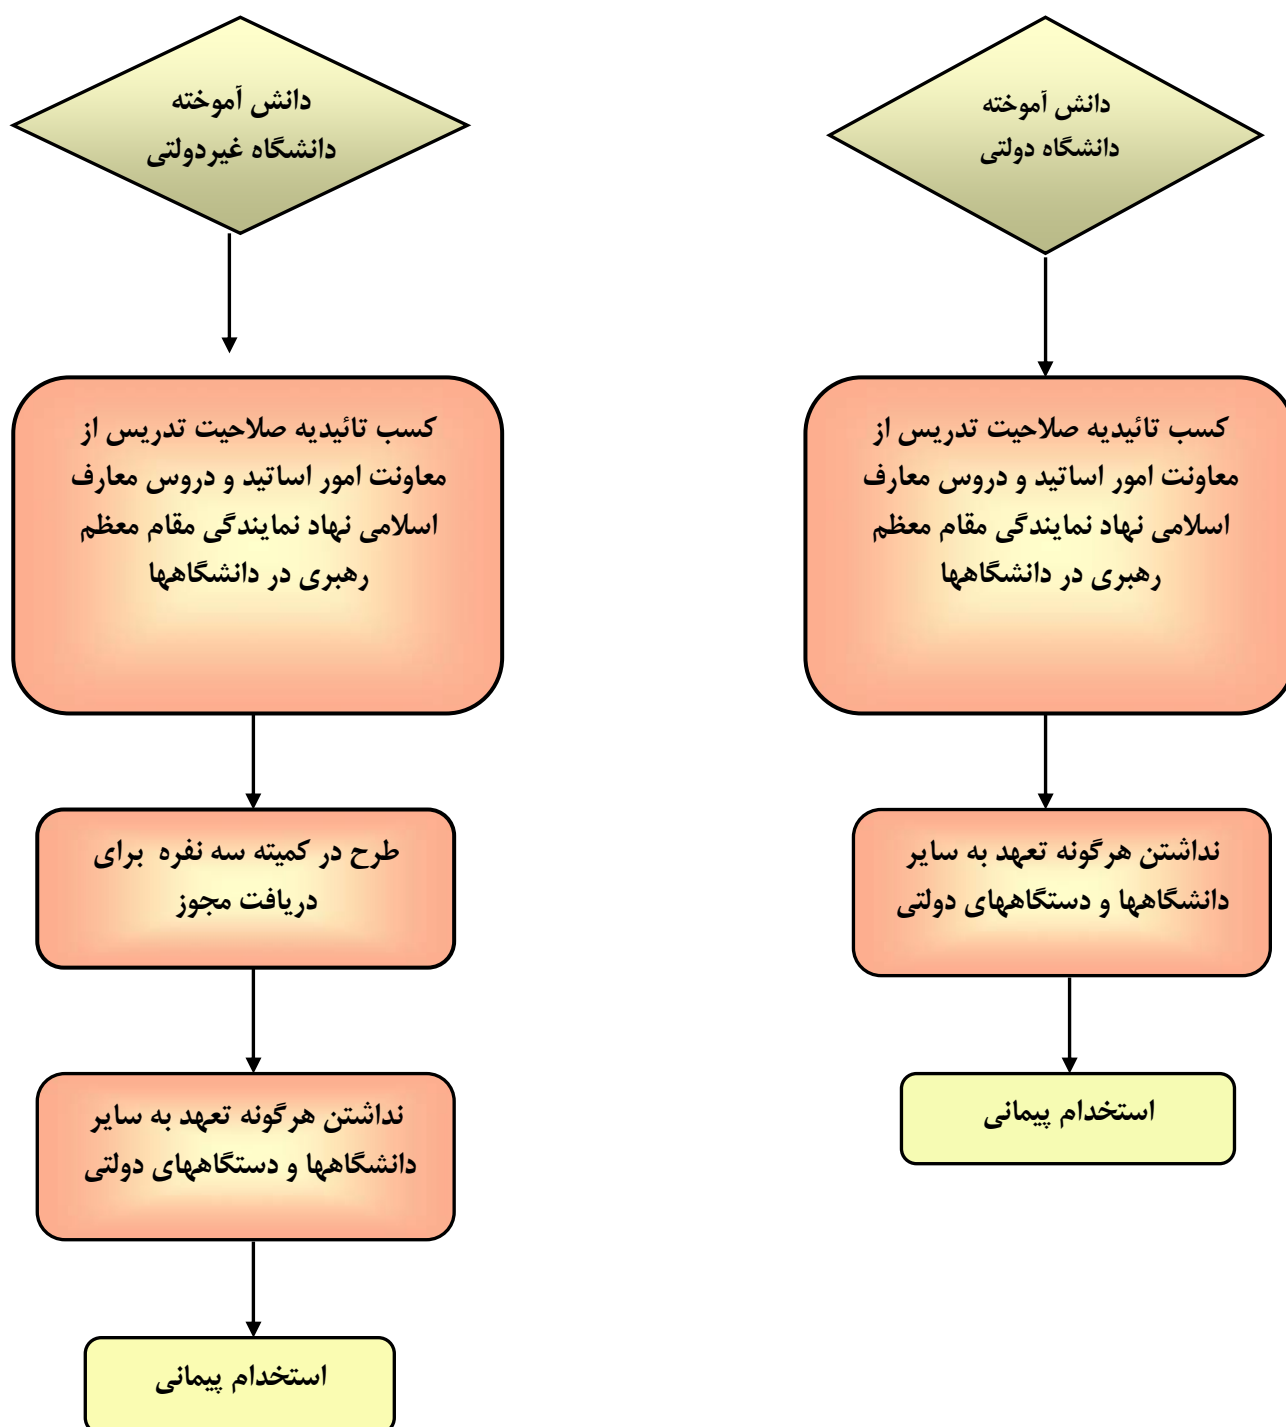 دانش آموخته
دانشگاه دولتی
کسب تائیدیه صلاحیت تدریس از
معاونت امور اساتید و دروس معارف
اسلامی نهاد نمایندگی مقام معظم
رهبری در دانشگاهها
نداشتن هرگونه تعهد به سایر
دانشگاهها و دستگاههای دولتی
استخدام پیمانی
دانش آموخته
دانشگاه غیردولتی
کسب تائیدیه صلاحیت تدریس از
معاونت امور اساتید و دروس معارف
اسلامی نهاد نمایندگی مقام معظم
رهبری در دانشگاهها
طرح در کمیته سه نفره برای
دریافت مجوز
نداشتن هرگونه تعهد به سایر
دانشگاهها و دستگاههای دولتی
استخدام پیمانی